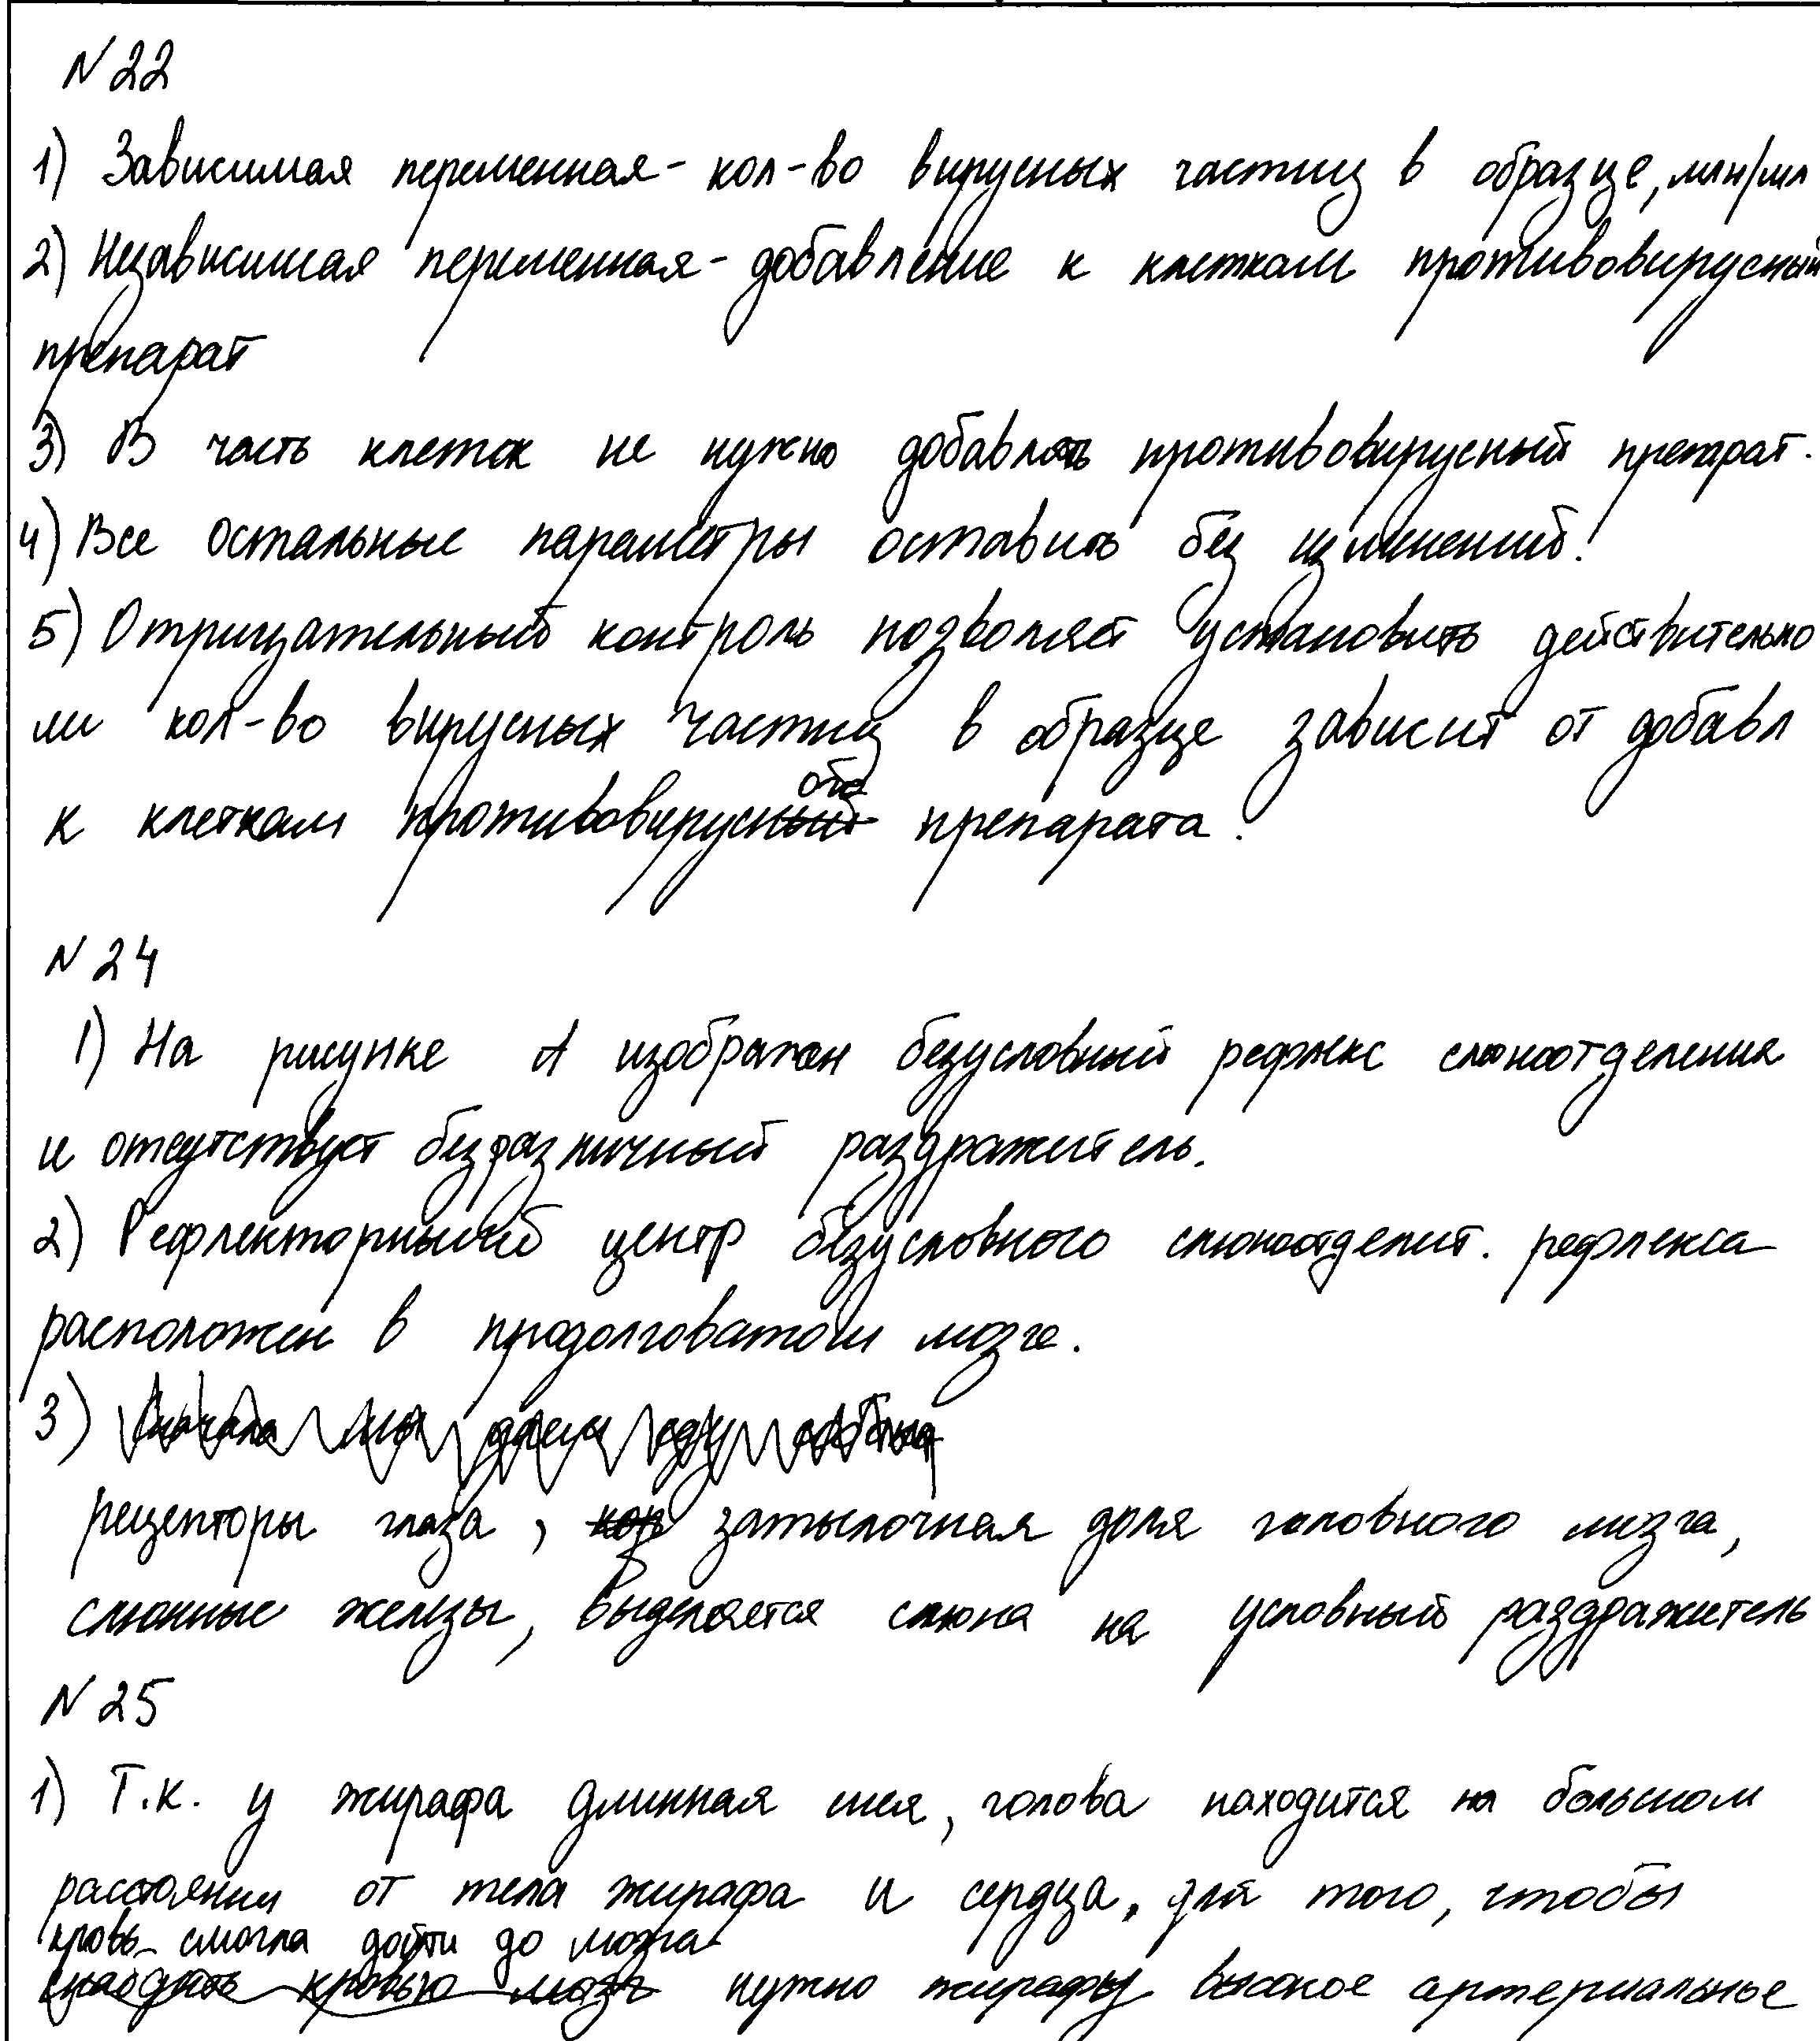 N 22
1) Зависимая переменная - кол-во вирусных частиц в образце, млн/мл
2) Независимая переменная - добавление к клеткам противовирусный
препарат
3) В часть клеток не нужно добавлять противовирусный препарат.
4) Все остальные параметры оставить без изменений.
5) Отрицательный контроль позволяет установить действительно
ли кол-во вирусных частиц в образце зависит от добавл
к клеткам противовирусного препарата.
N 24
1) На рисунке А изображен безусловный рефлекс слюноотделения
и отсутствует безразличный раздражитель.
2) Рефлекторный центр безусловного слюноотделит. рефлекса
расположен в продолговатом мозге.
3)
рецепторы глаза, затылочная доля головного мозга,
слюнные железы, выделяется слюна на условный раздражитель
N 25
1) Т.к. у жирафа длинная шея, голова находится на большом
расстоянии от тела жирафа и сердца, для того, чтобы
кровь смогла дойти до мозга
нужно жирафу высокое артериальное